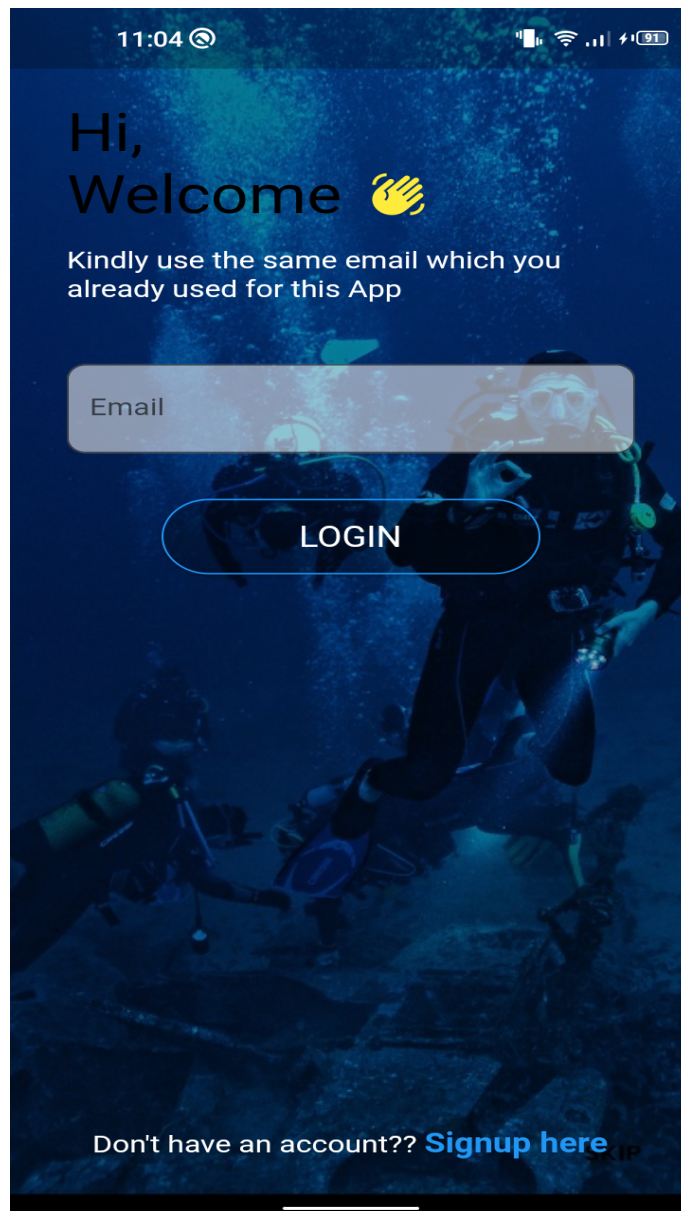 11:04
91
Hi,
Welcome
Kindly use the same email which you
already used for this App
Email
LOGIN
Don't have an account?? Signup here
SKIP